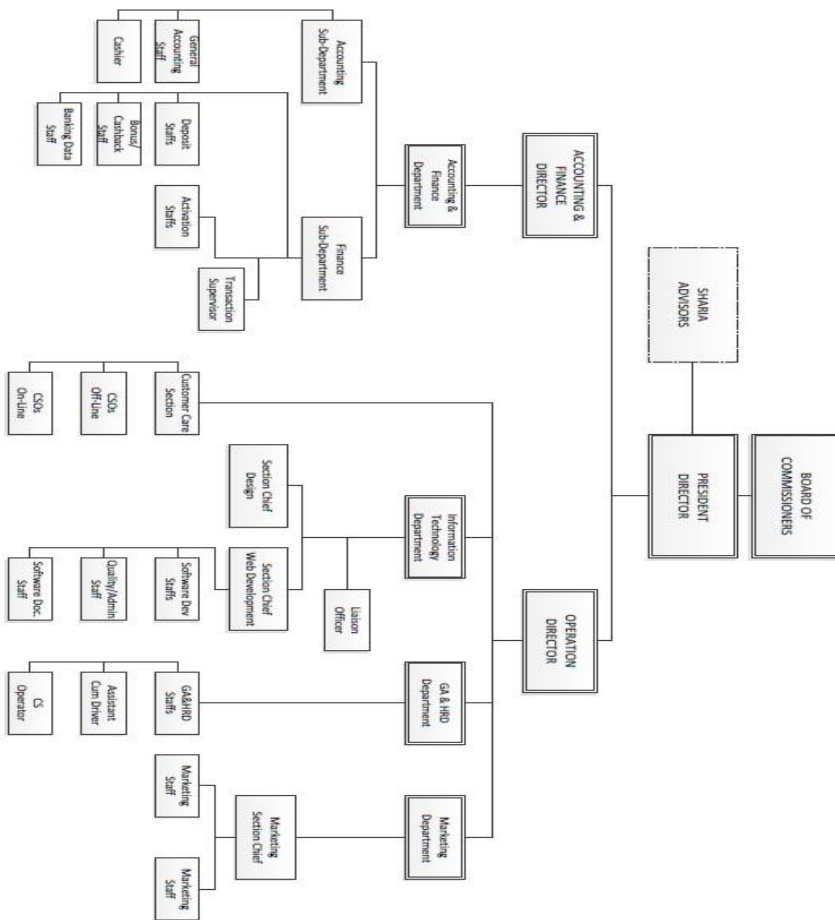 BOARD OF
COMMISSIONERS
PRESIDENT
DIRECTOR
SHARIA
ADVISORS
ACCOUNTING &
FINANCE
DIRECTOR
OPERATION
DIRECTOR
Accounting &
Finance
Department
Information
Technology
Department
GA & HRD
Department
Marketing
Department
Accounting
Sub-Department
Finance
Sub-Department
Liaison
Officer
Transaction
Supervisor
Section Chief
Design
Section Chief
Web Development
Marketing
Section Chief
General
Accounting
Staff
Deposit
Staffs
Activation
Staffs
Customer Care
Section
Software Dev
Staffs
GA&HRD
Staffs
Marketing
Staff
Marketing
Staff
Cashier
Bonus/
Cashback
Staff
CSOs
Off-Line
Quality/Admin
Staff
Assistant
Cum Driver
Banking Data
Staff
CSOs
On-Line
Software Doc.
Staff
CS
Operator